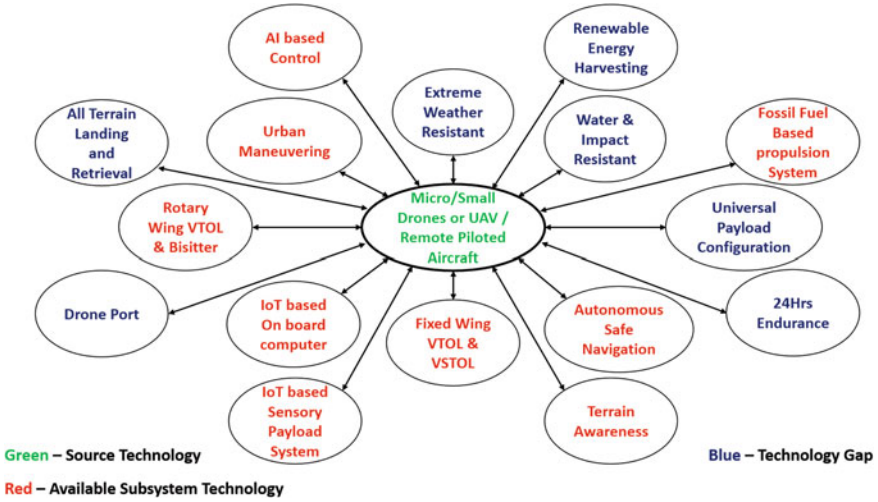 AI based
Control
Renewable
Energy
Harvesting
Extreme
Weather
Resistant
All Terrain
Landing
and
Retrieval
Urban
Maneuvering
Water &
Impact
Resistant
Fossil Fuel
Based
propulsion
System
Micro/Small
Drones or UAV /
Remote Piloted
Aircraft
Rotary
Wing VTOL
& Bisitter
Universal
Payload
Configuration
Drone Port
IoT based
On board
computer
Fixed Wing
VTOL &
VSTOL
Autonomous
Safe
Navigation
24Hrs
Endurance
IoT based
Sensory
Payload
System
Terrain
Awareness
Green – Source Technology
Blue – Technology Gap
Red – Available Subsystem Technology